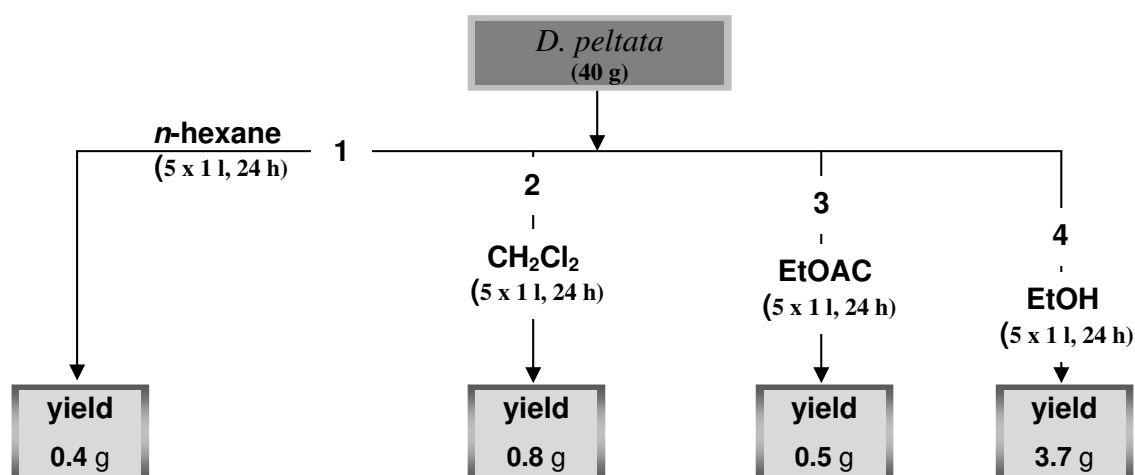 D. peltata
(40 g)
n-hexane
(5 x 1 l, 24 h)
1
2
CH₂Cl₂
(5 x 1 l, 24 h)
3
EtOAC
(5 x 1 l, 24 h)
4
EtOH
(5 x 1 l, 24 h)
yield
0.4 g
yield
0.8 g
yield
0.5 g
yield
3.7 g